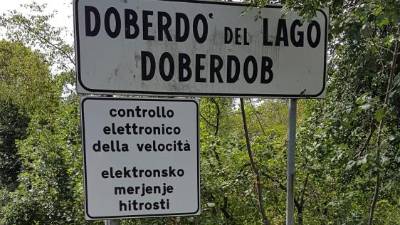 DOBERDO' DEL LAGO
DOBERDOB
controllo
elettronico
della velocità
elektronsko
merjenje
hitrosti